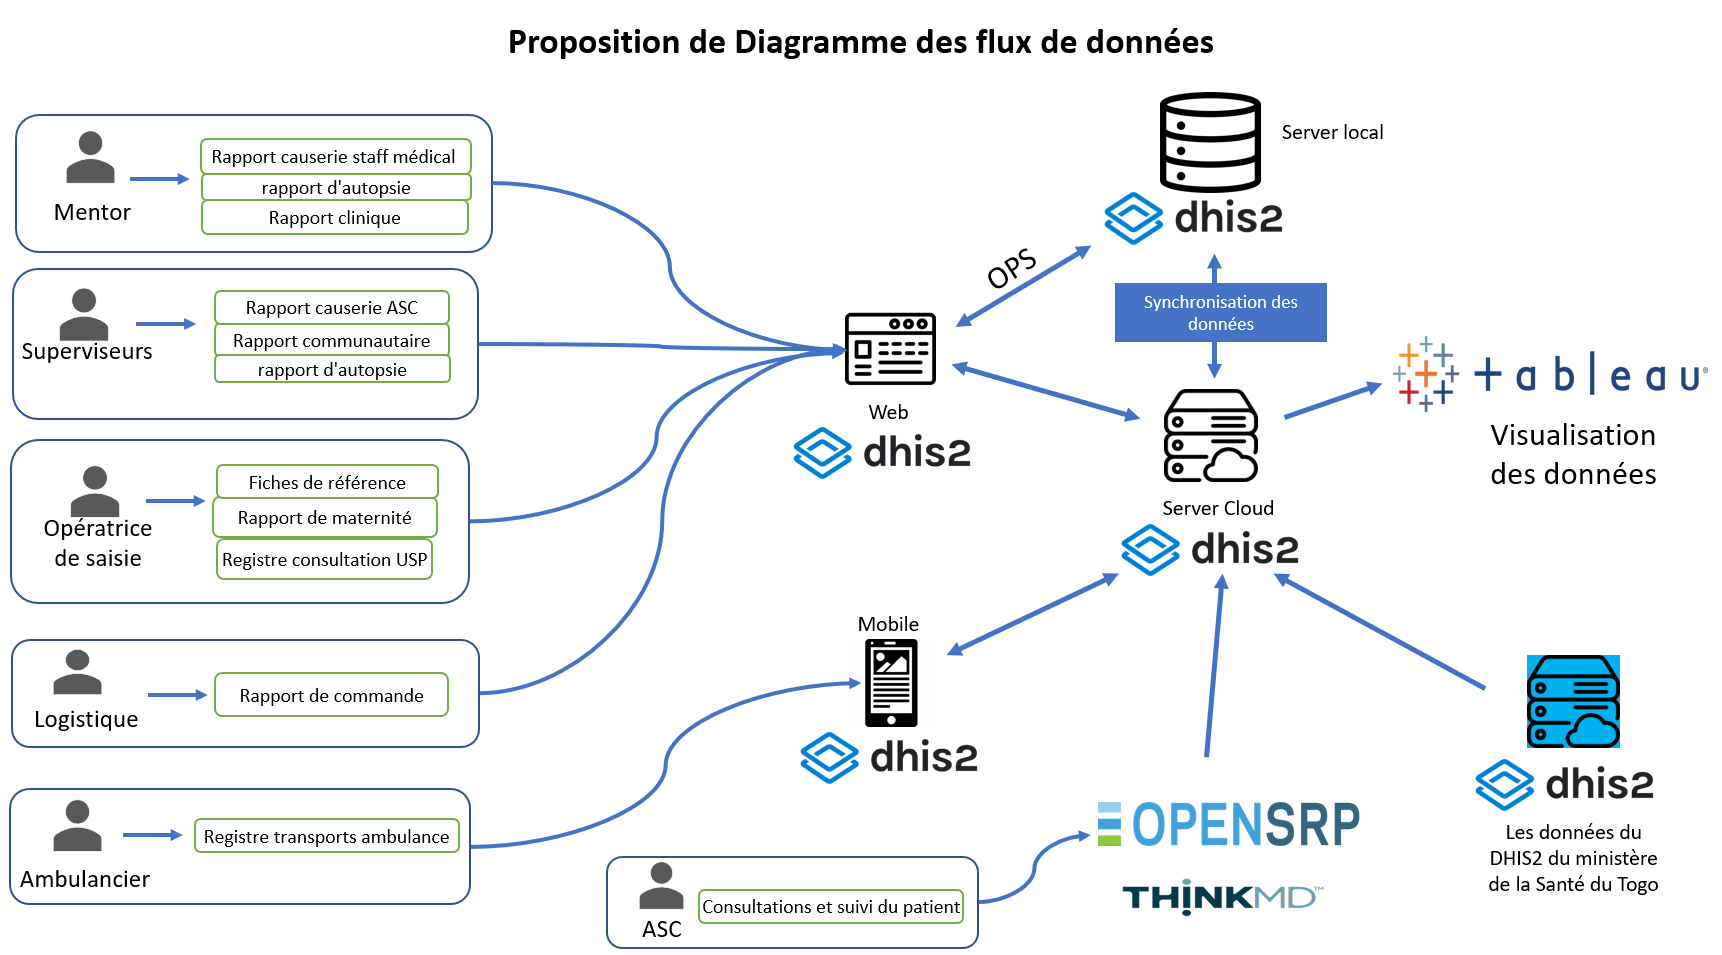 Proposition de Diagramme des flux de données
Mentor
Rapport causerie staff médical
rapport d'autopsie
Rapport clinique
Superviseurs
Rapport causerie ASC
Rapport communautaire
rapport d'autopsie
Opératrice
de saisie
Fiches de référence
Rapport de maternité
Registre consultation USP
Logistique
Rapport de commande
Ambulancier
Registre transports ambulance
ASC
Consultations et suivi du patient
Web
dhis2
Mobile
dhis2
OPS
Server local
dhis2
Synchronisation des
données
Server Cloud
dhis2
+ableau®
Visualisation
des données
OPENSRP
THINKMD™
dhis2
Les données du
DHIS2 du ministère
de la Santé du Togo